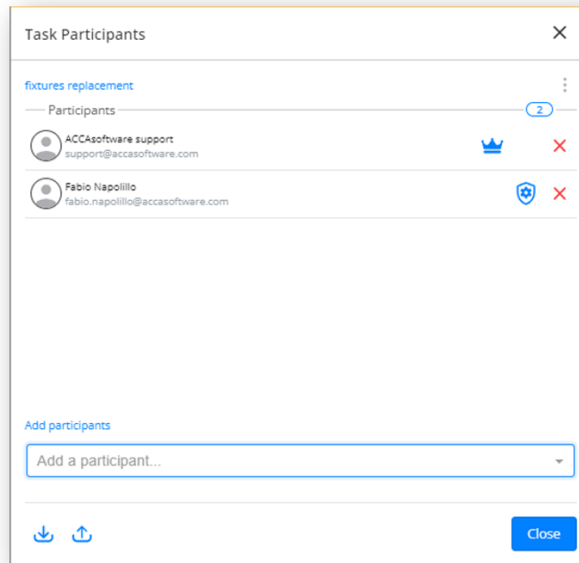 Task Participants
fixtures replacement
Participants
2
ACCAsoftware support
support@accasoftware.com
Fabio Napolillo
fabio.napolillo@accasoftware.com
Add participants
Add a participant...
Close